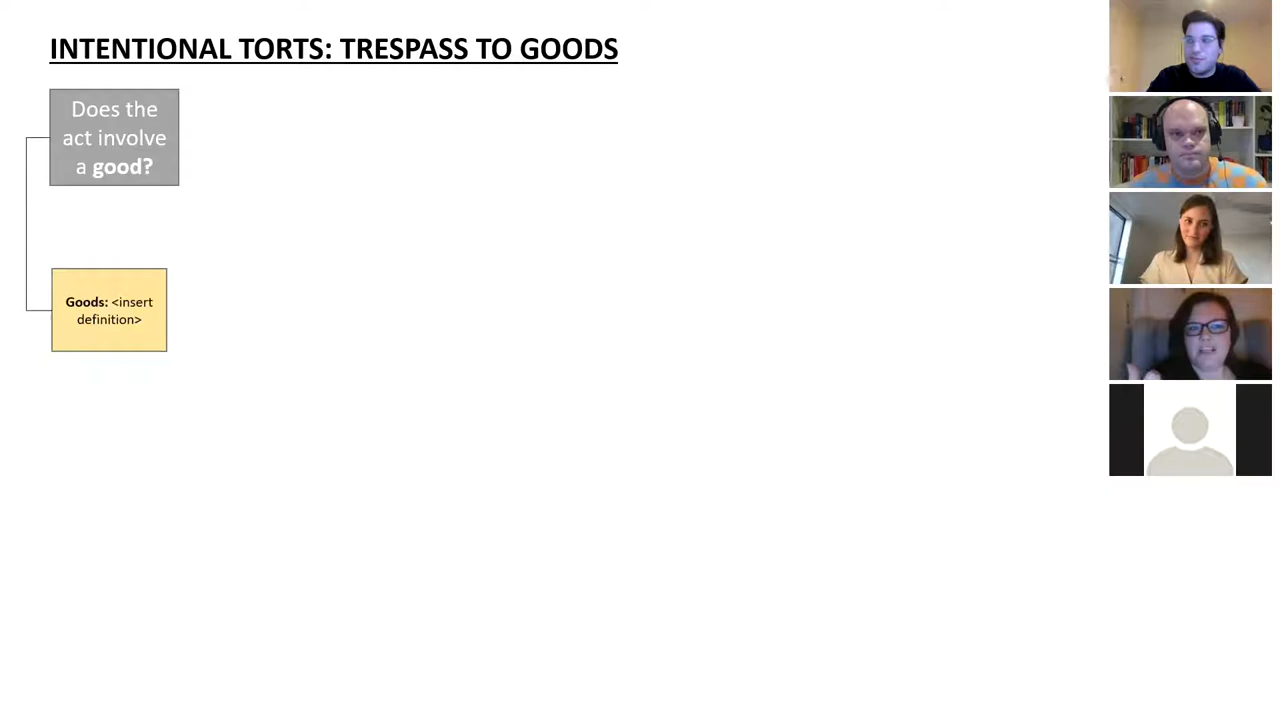 INTENTIONAL TORTS: TRESPASS TO GOODS
Does the
act involve
a good?
Goods: <insert
definition>